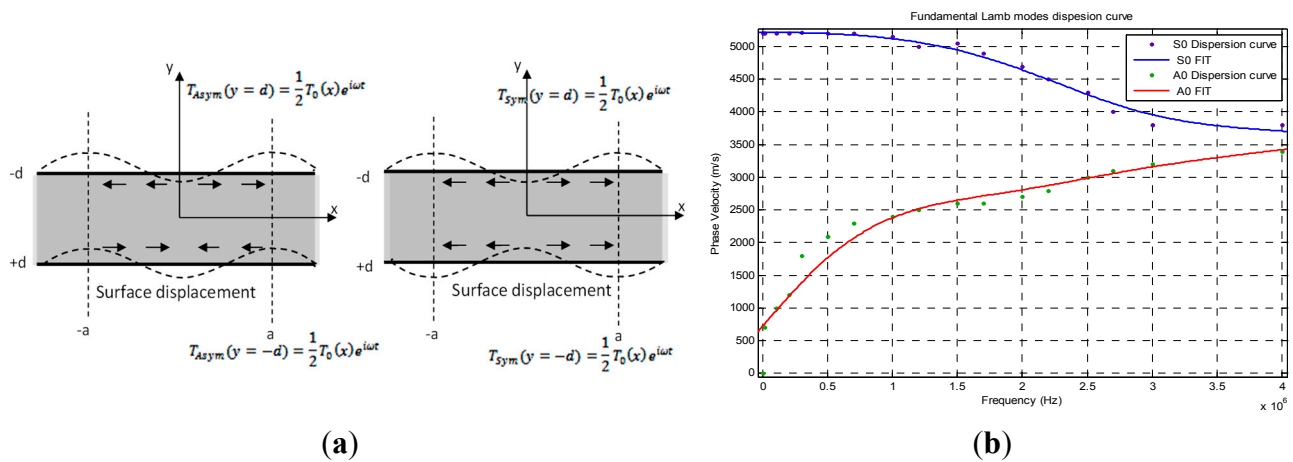 y
T_Asym(y = d) = 1/2 T_0(x)e^{iωt}
-d
x
+d
Surface displacement
-a
a
T_Asym(y = −d) = 1/2 T_0(x)e^{iωt}
y
T_Sym(y = d) = 1/2 T_0(x)e^{iωt}
-d
x
+d
Surface displacement
-a
a
T_Sym(y = −d) = 1/2 T_0(x)e^{iωt}
(a)
Fundamental Lamb modes dispesion curve
S0 Dispersion curve
S0 FIT
A0 Dispersion curve
A0 FIT
Phase Velocity (m/s)
5000
4500
4000
3500
3000
2500
2000
1500
1000
500
0
0 0.5 1 1.5 2 2.5 3 3.5 4
Frequency (Hz)
x 10^6
(b)